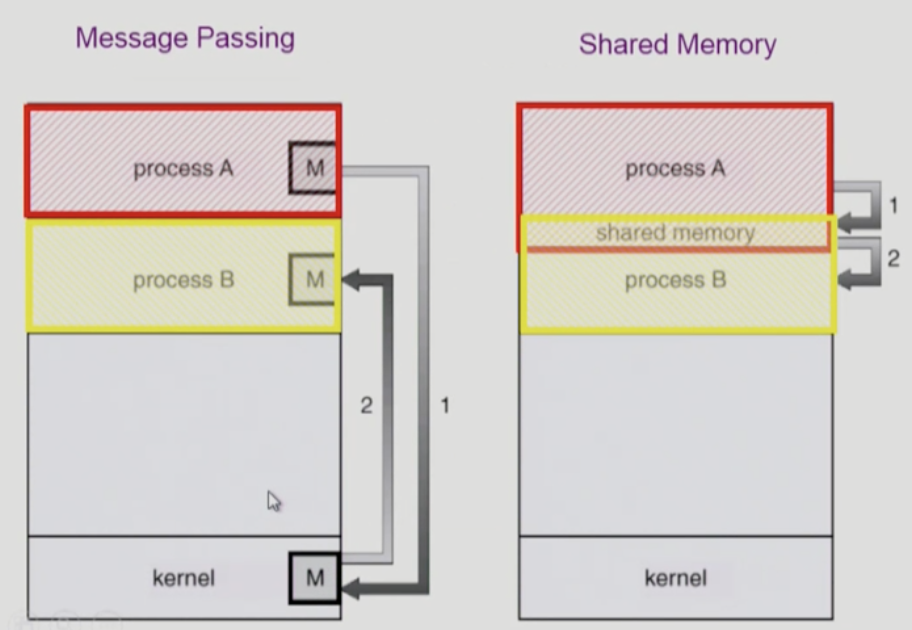 Message Passing
process A
M
process B
M
2
1
kernel
M
Shared Memory
process A
shared memory
process B
1
2
kernel